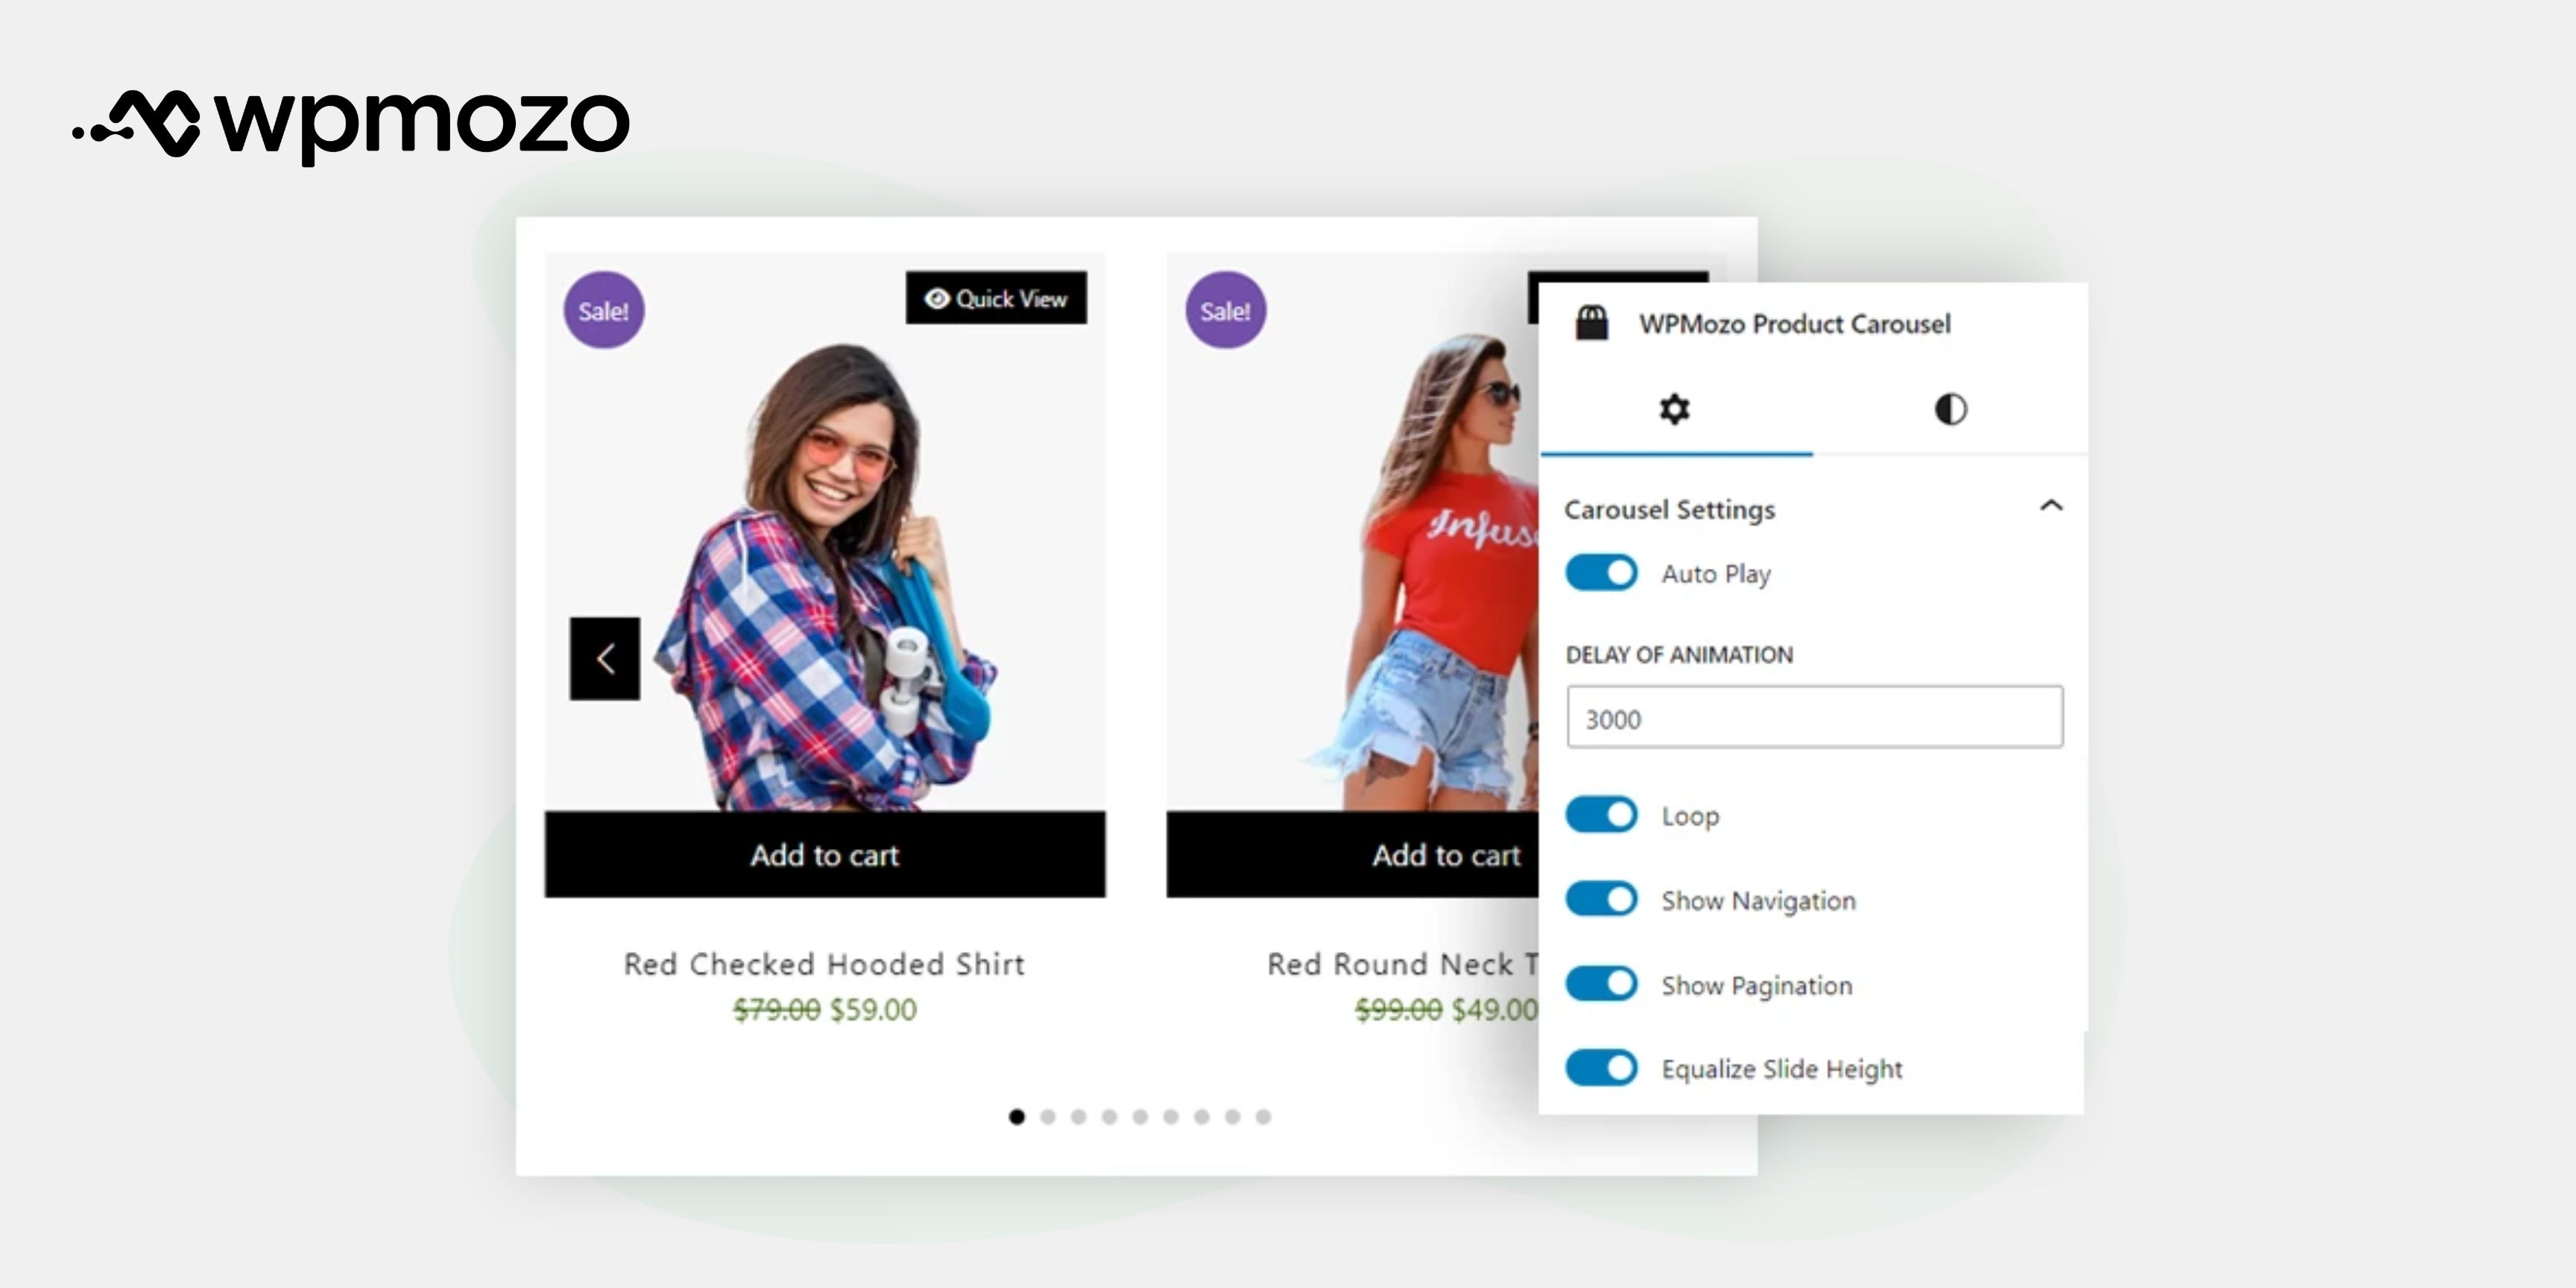 wpmozo
Sale!
Quick View
Add to cart
Red Checked Hooded Shirt
$79.00 $59.00
Sale!
Add to cart
Red Round Neck T
$99.00 $49.00
WPMozo Product Carousel
Carousel Settings
Auto Play
DELAY OF ANIMATION
3000
Loop
Show Navigation
Show Pagination
Equalize Slide Height